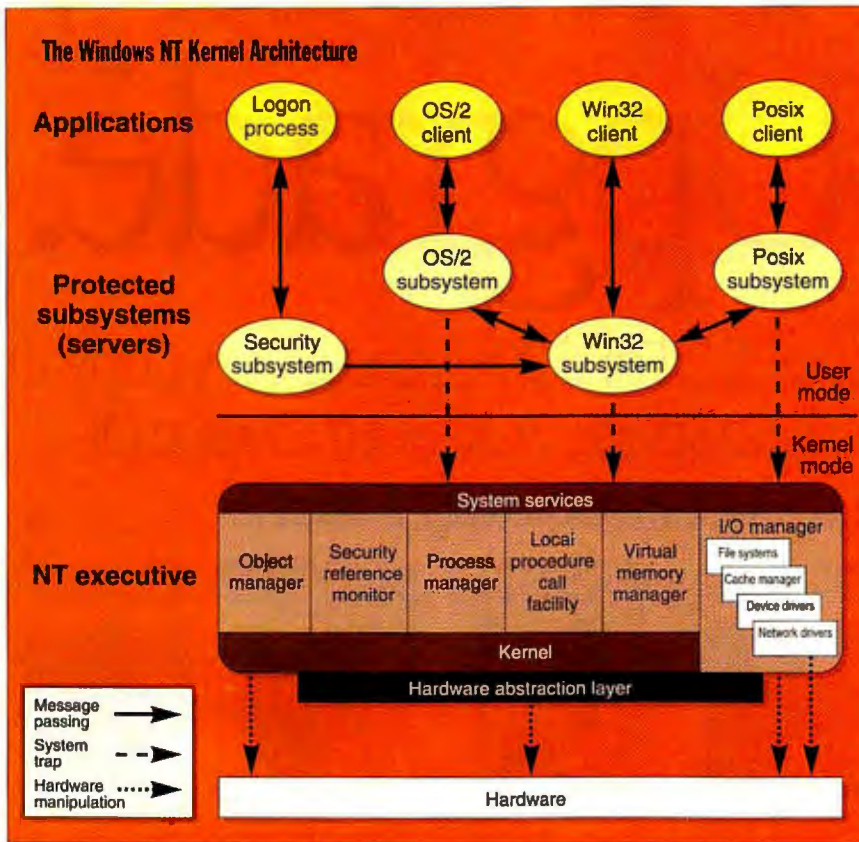 The Windows NT Kernel Architecture
Applications
Logon
process
OS/2
client
Win32
client
Posix
client
Protected
subsystems
(servers)
OS/2
subsystem
Posix
subsystem
Security
subsystem
Win32
subsystem
User
mode
Kernel
mode
NT executive
System services
Object
manager
Security
reference
monitor
Process
manager
Local
procedure
call
facility
Virtual
memory
manager
I/O manager
File systems
Cache manager
Device drivers
Network drivers
Kernel
Hardware abstraction layer
Message
passing
System
trap
Hardware
manipulation
Hardware